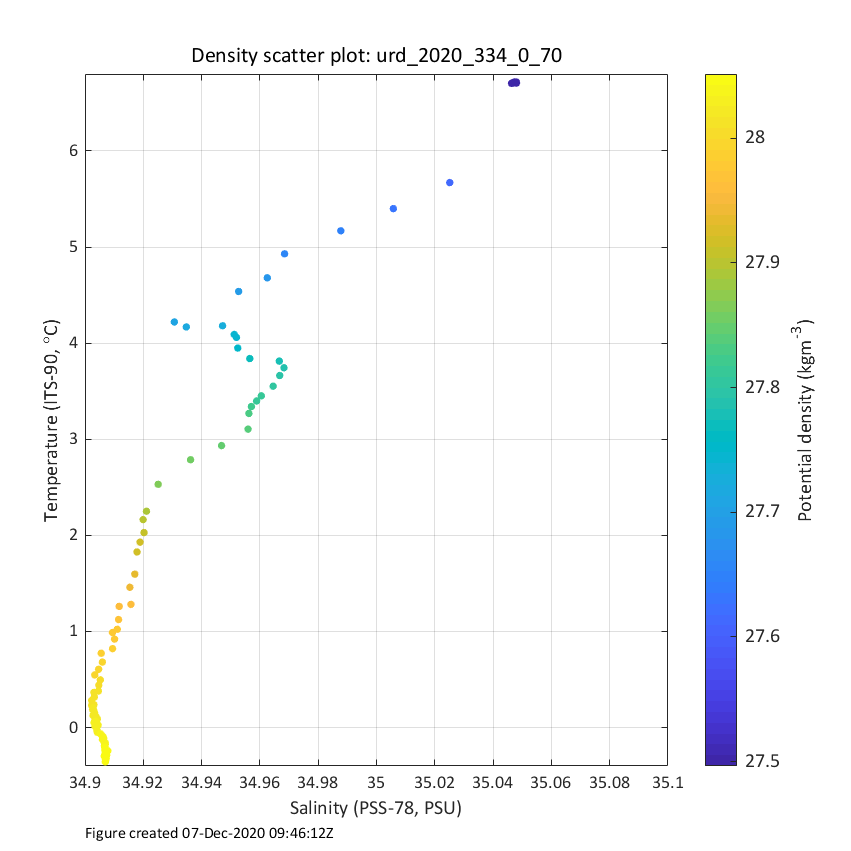 Density scatter plot: urd_2020_334_0_70
6
5
4
3
2
1
0
Temperature (ITS-90, °C)
34.9 34.92 34.94 34.96 34.98 35 35.02 35.04 35.06 35.08 35.1
Salinity (PSS-78, PSU)
28
27.9
27.8
27.7
27.6
27.5
Potential density (kgm⁻³)
Figure created 07-Dec-2020 09:46:12Z